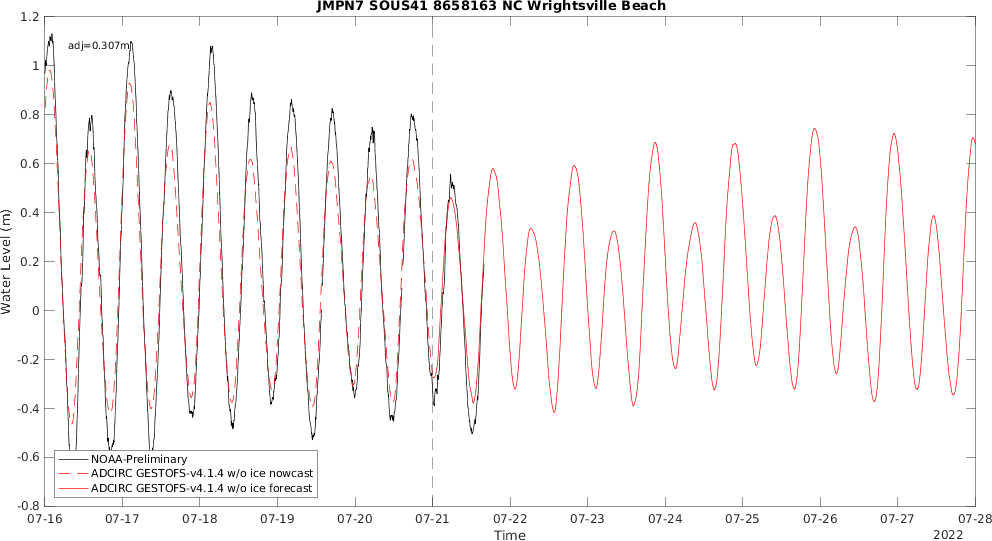 JMPN7 SOUS41 8658163 NC Wrightsville Beach
adj=0.307m
Water Level (m)
1.2
1
0.8
0.6
0.4
0.2
0
-0.2
-0.4
-0.6
-0.8
NOAA-Preliminary
ADCIRC GESTOFS-v4.1.4 w/o ice nowcast
ADCIRC GESTOFS-v4.1.4 w/o ice forecast
07-16 07-17 07-18 07-19 07-20 07-21 07-22 07-23 07-24 07-25 07-26 07-27 07-28
Time
2022